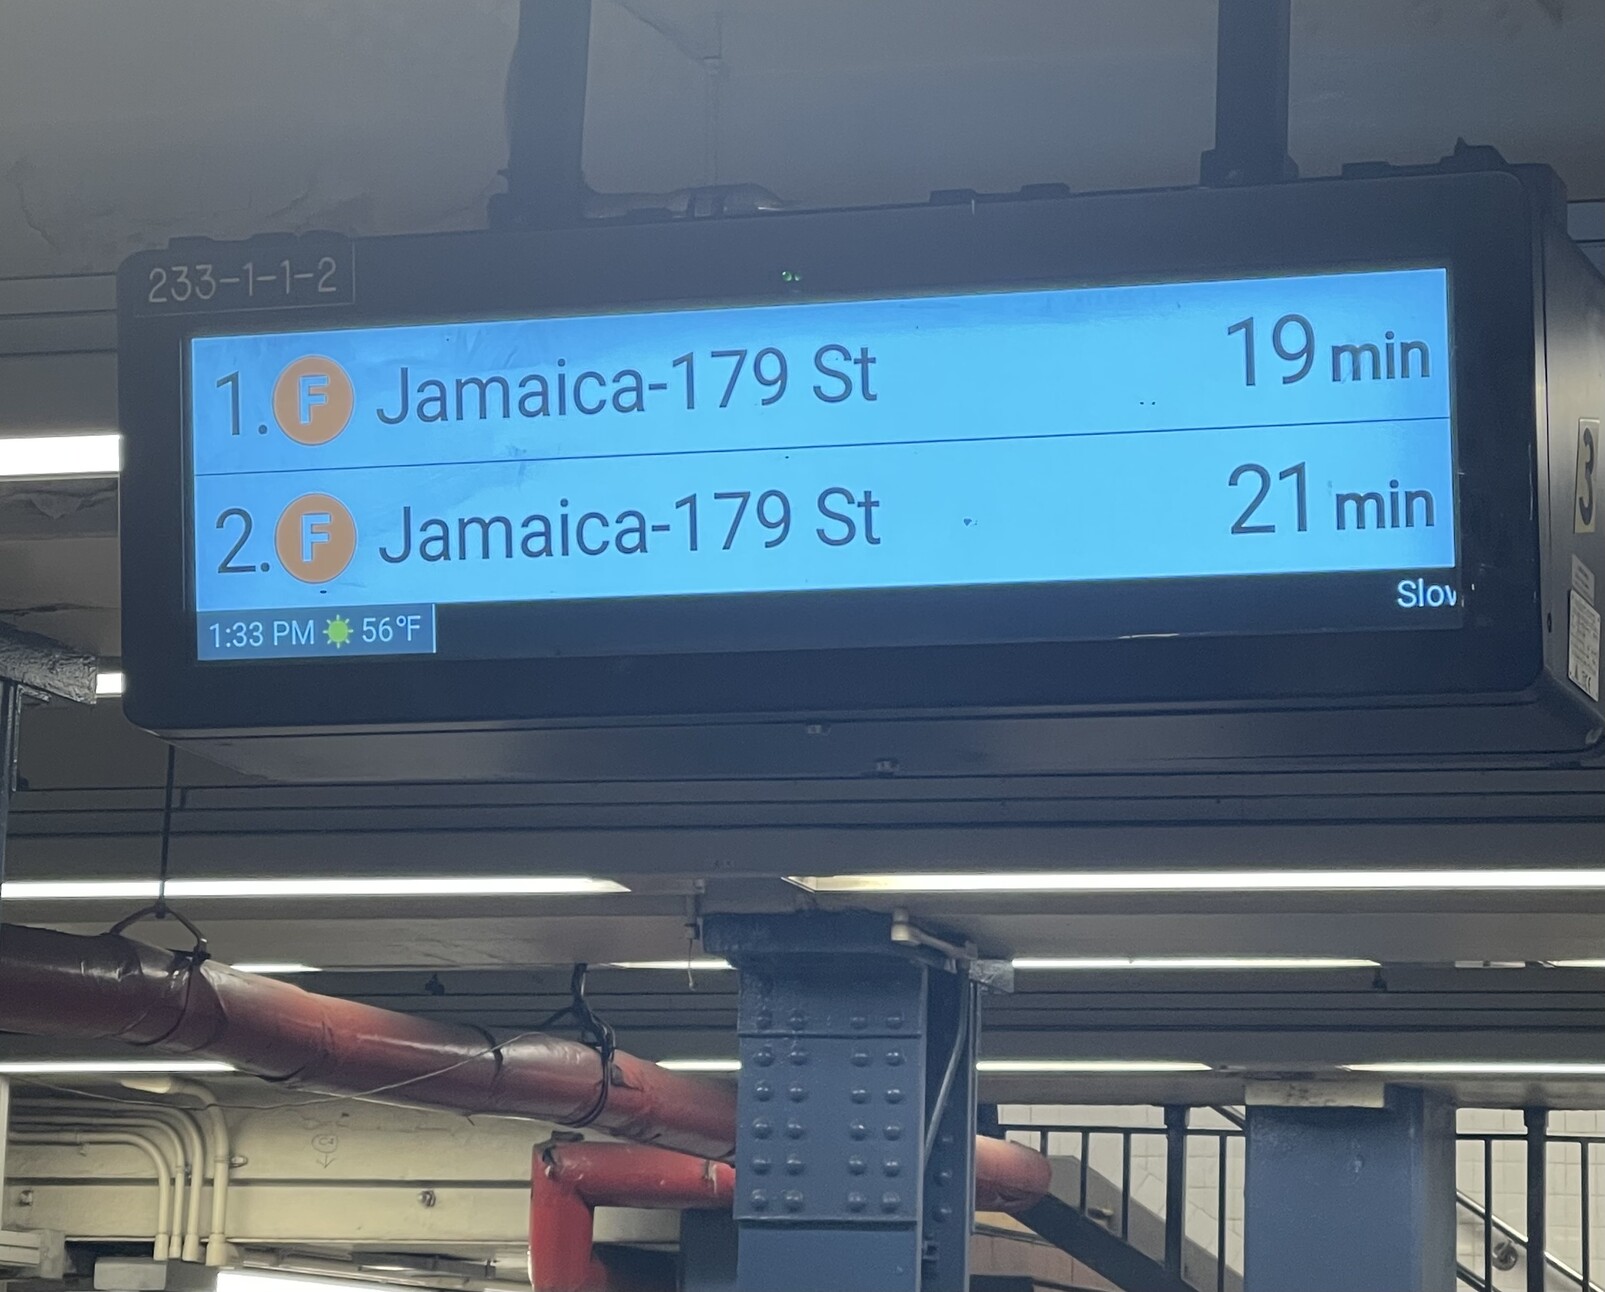 233-1-1-2
1. F Jamaica-179 St 19 min
2. F Jamaica-179 St 21 min
1:33 PM 56°F
Slow
3